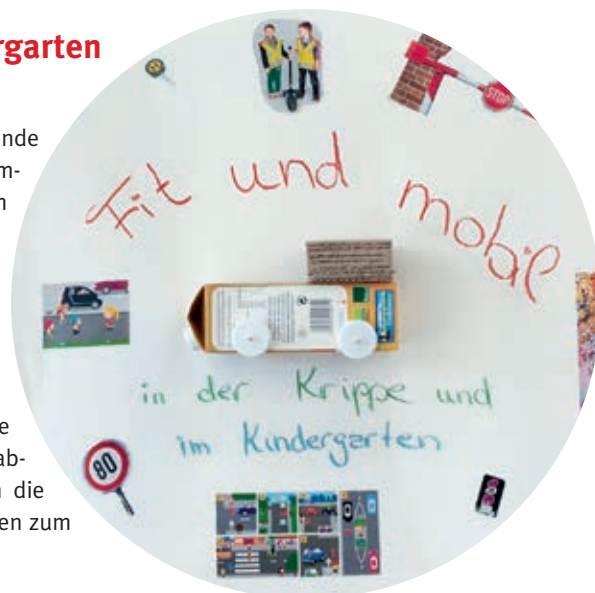 rgarten
nde
m-
n
e
ab-
n die
en zum
STOP
Fit und mobil
in der Krippe und
im Kindergarten
80